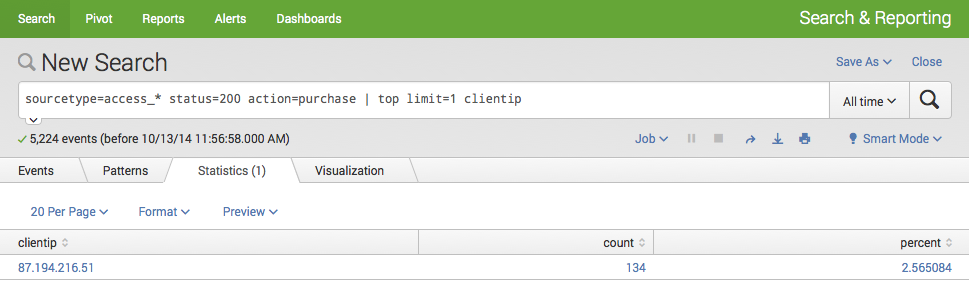 Search Pivot Reports Alerts Dashboards Search & Reporting
New Search Save As Close
sourcetype=access_* status=200 action=purchase | top limit=1 clientip All time
5,224 events (before 10/13/14 11:56:58.000 AM) Job Smart Mode
Events Patterns Statistics (1) Visualization
20 Per Page Format Preview
clientip count percent
87.194.216.51 134 2.565084